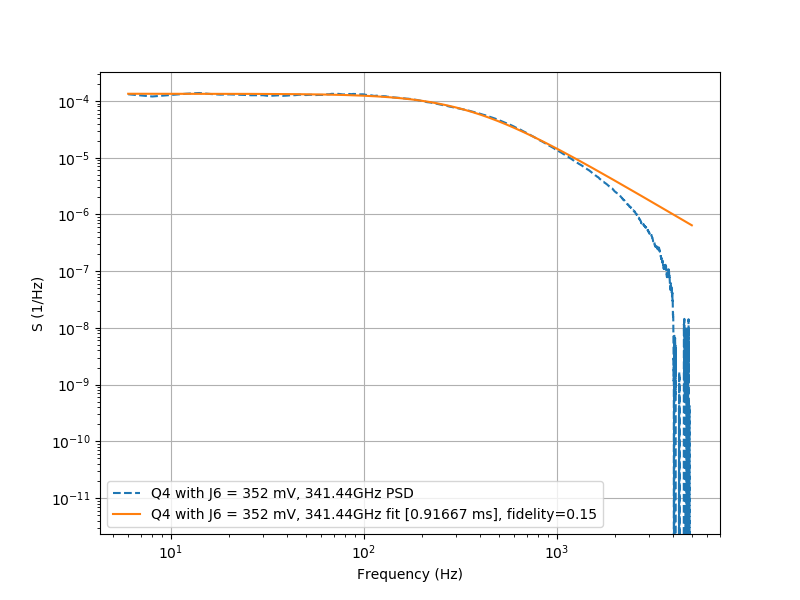 S (1/Hz)
10⁻⁴
10⁻⁵
10⁻⁶
10⁻⁷
10⁻⁸
10⁻⁹
10⁻¹⁰
10⁻¹¹
Q4 with J6 = 352 mV, 341.44GHz PSD
Q4 with J6 = 352 mV, 341.44GHz fit [0.91667 ms], fidelity=0.15
10¹ 10² 10³
Frequency (Hz)